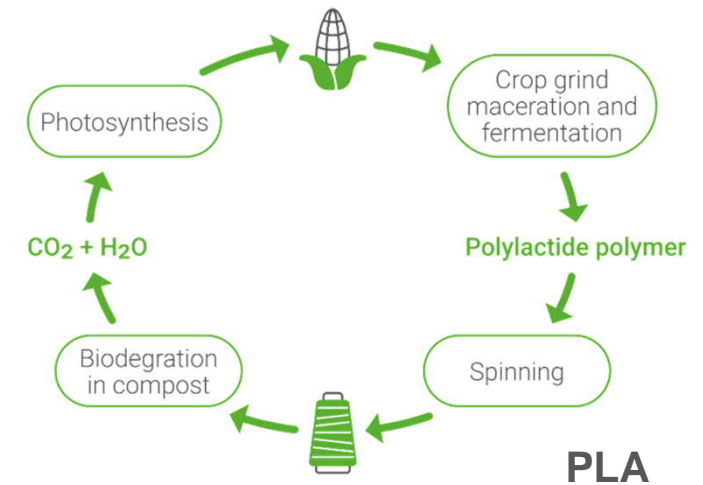 Photosynthesis
Crop grind
maceration and
fermentation
Polylactide polymer
Spinning
Biodegration
in compost
CO2 + H2O
PLA